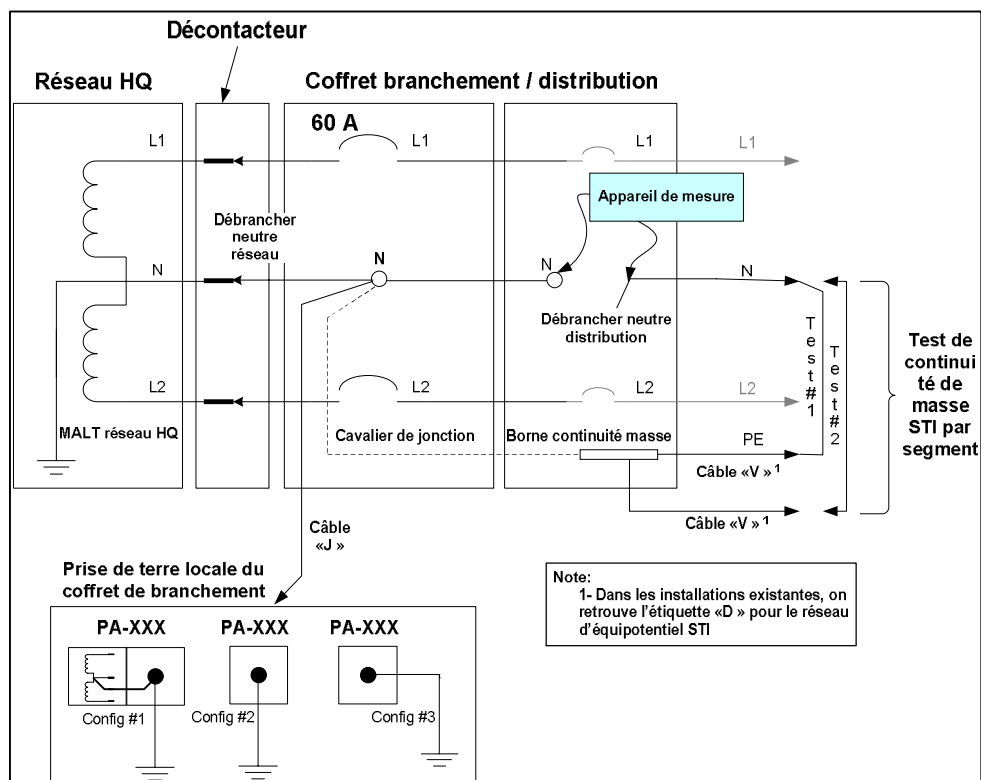 Décontacteur
Réseau HQ
Coffret branchement / distribution
60 A
L1
L1
L1
L1
Appareil de mesure
Débrancher
neutre
réseau
N
N
N
N
Débrancher neutre
distribution
Test#1
Test#2
Test de
continui
té de
masse
STI par
segment
L2
L2
L2
L2
MALT réseau HQ
Cavalier de jonction
Borne continuité masse
PE
Câble «V» 1
Câble «V» 1
Câble
«J »
Prise de terre locale du
coffret de branchement
PA-XXX
PA-XXX
PA-XXX
Config #1
Config #2
Config #3
Note:
1- Dans les installations existantes, on
retrouve l'étiquette «D » pour le réseau
d'équipotentiel STI